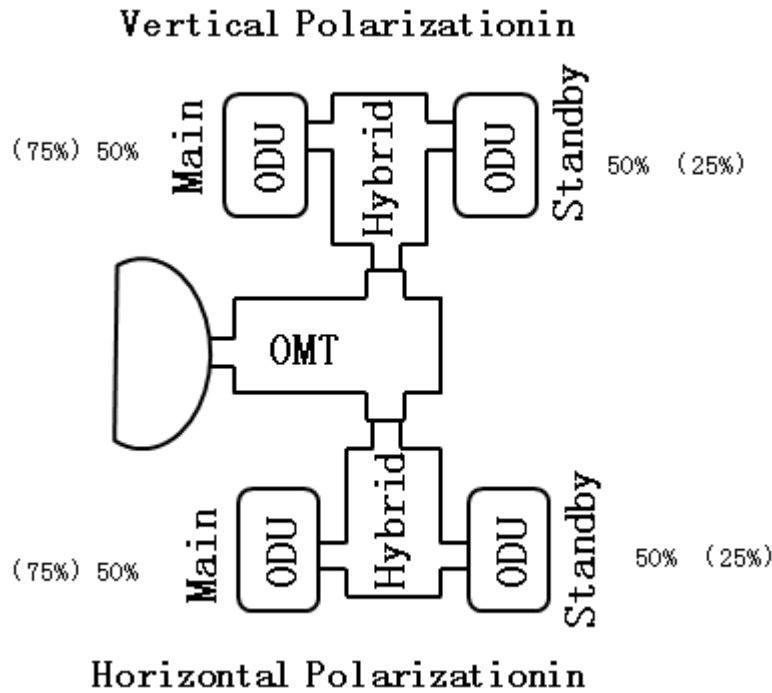 Vertical Polarizationin
(75%) 50%
Main
ODU
Hybrid
ODU
Standby
50% (25%)
OMT
(75%) 50%
Main
ODU
Hybrid
ODU
Standby
50% (25%)
Horizontal Polarizationin